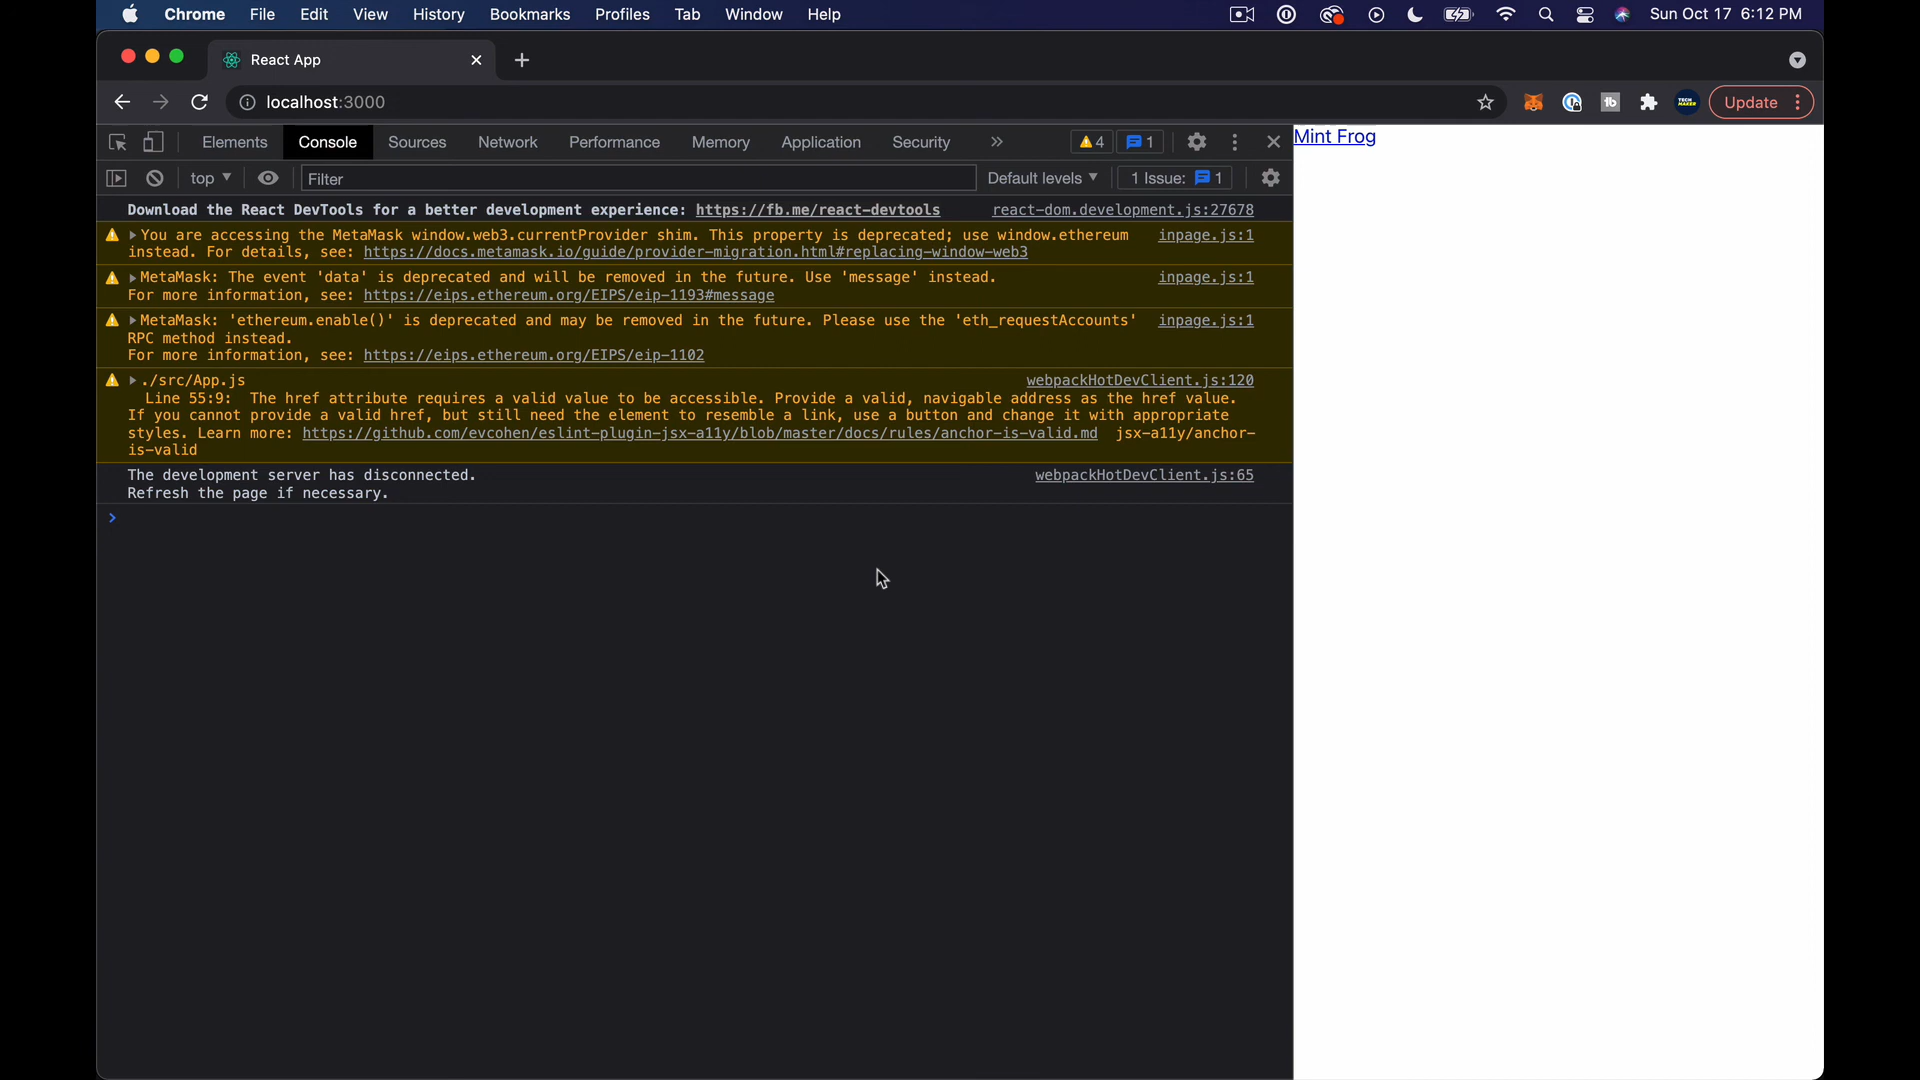 Chrome File Edit View History Bookmarks Profiles Tab Window Help Sun Oct 17 6:12 PM
React App
localhost:3000 Update
Elements Console Sources Network Performance Memory Application Security 4 1
top Filter Default levels 1 Issue: 1
Mint Frog
Download the React DevTools for a better development experience: https://fb.me/react-devtools react-dom.development.js:27678
You are accessing the MetaMask window.web3.currentProvider shim. This property is deprecated; use window.ethereum inpage.js:1
instead. For details, see: https://docs.metamask.io/guide/provider-migration.html#replacing-window-web3
MetaMask: The event 'data' is deprecated and will be removed in the future. Use 'message' instead. inpage.js:1
For more information, see: https://eips.ethereum.org/EIPS/eip-1193#message
MetaMask: 'ethereum.enable()' is deprecated and may be removed in the future. Please use the 'eth_requestAccounts' inpage.js:1
RPC method instead.
For more information, see: https://eips.ethereum.org/EIPS/eip-1102
./src/App.js webpackHotDevClient.js:120
Line 55:9: The href attribute requires a valid value to be accessible. Provide a valid, navigable address as the href value.
If you cannot provide a valid href, but still need the element to resemble a link, use a button and change it with appropriate
styles. Learn more: https://github.com/evcohen/eslint-plugin-jsx-a11y/blob/master/docs/rules/anchor-is-valid.md jsx-a11y/anchor-
is-valid
The development server has disconnected. webpackHotDevClient.js:65
Refresh the page if necessary.